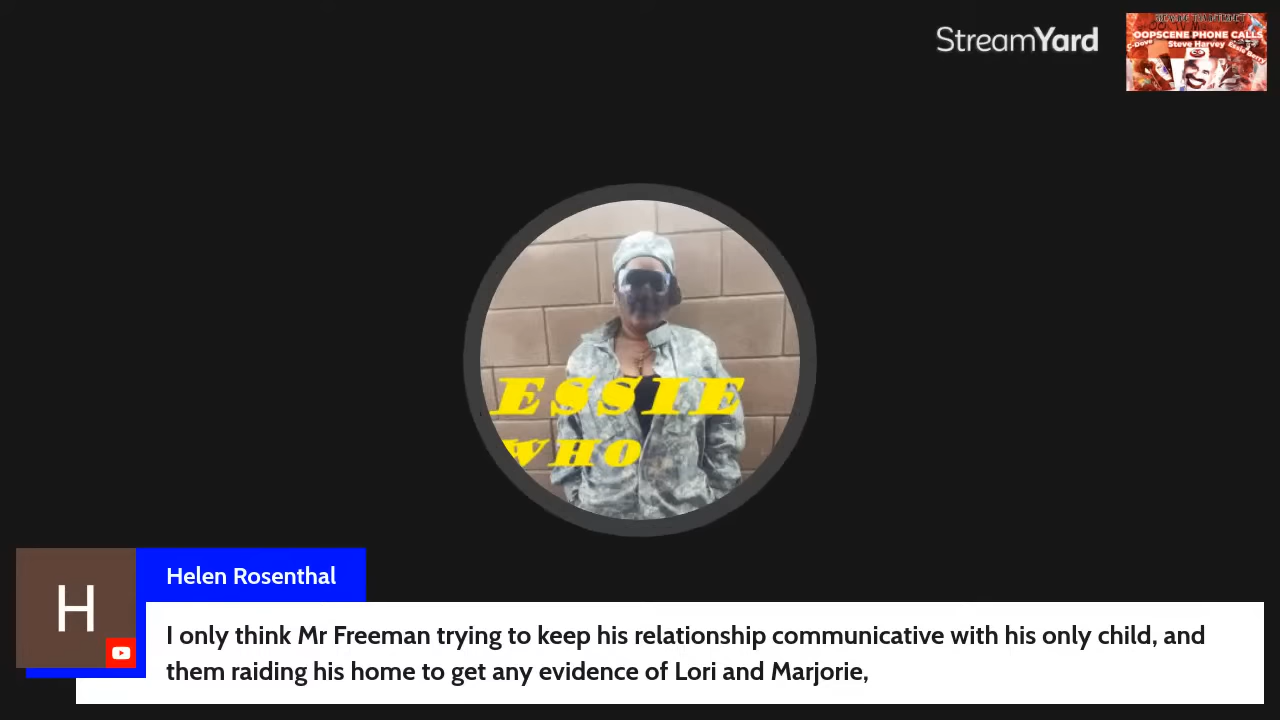 StreamYard
OOPSCENE PHONE CALLS
Steve Harvey
ESSIE
WHO
H
Helen Rosenthal
I only think Mr Freeman trying to keep his relationship communicative with his only child, and
them raiding his home to get any evidence of Lori and Marjorie,